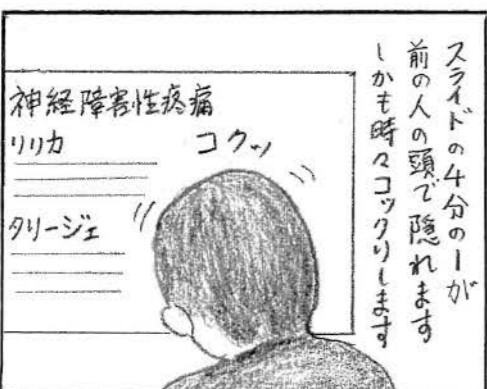 スライドの4分の1が
前の人の頭で隠れます
しかも時々コックリします
神経障害性疼痛
リリカ
コクッ
タリージェ